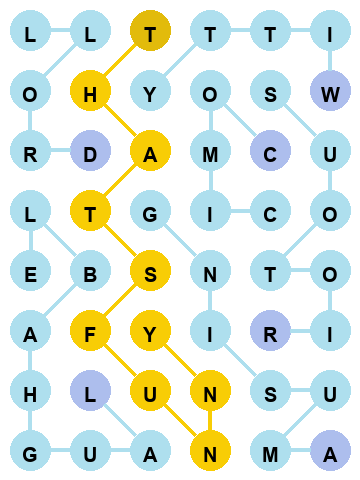 L L T T T I
O H Y O S W
R D A M C U
L T G I C O
E B S N T O
A F Y I R I
H L U N S U
G U A N M A